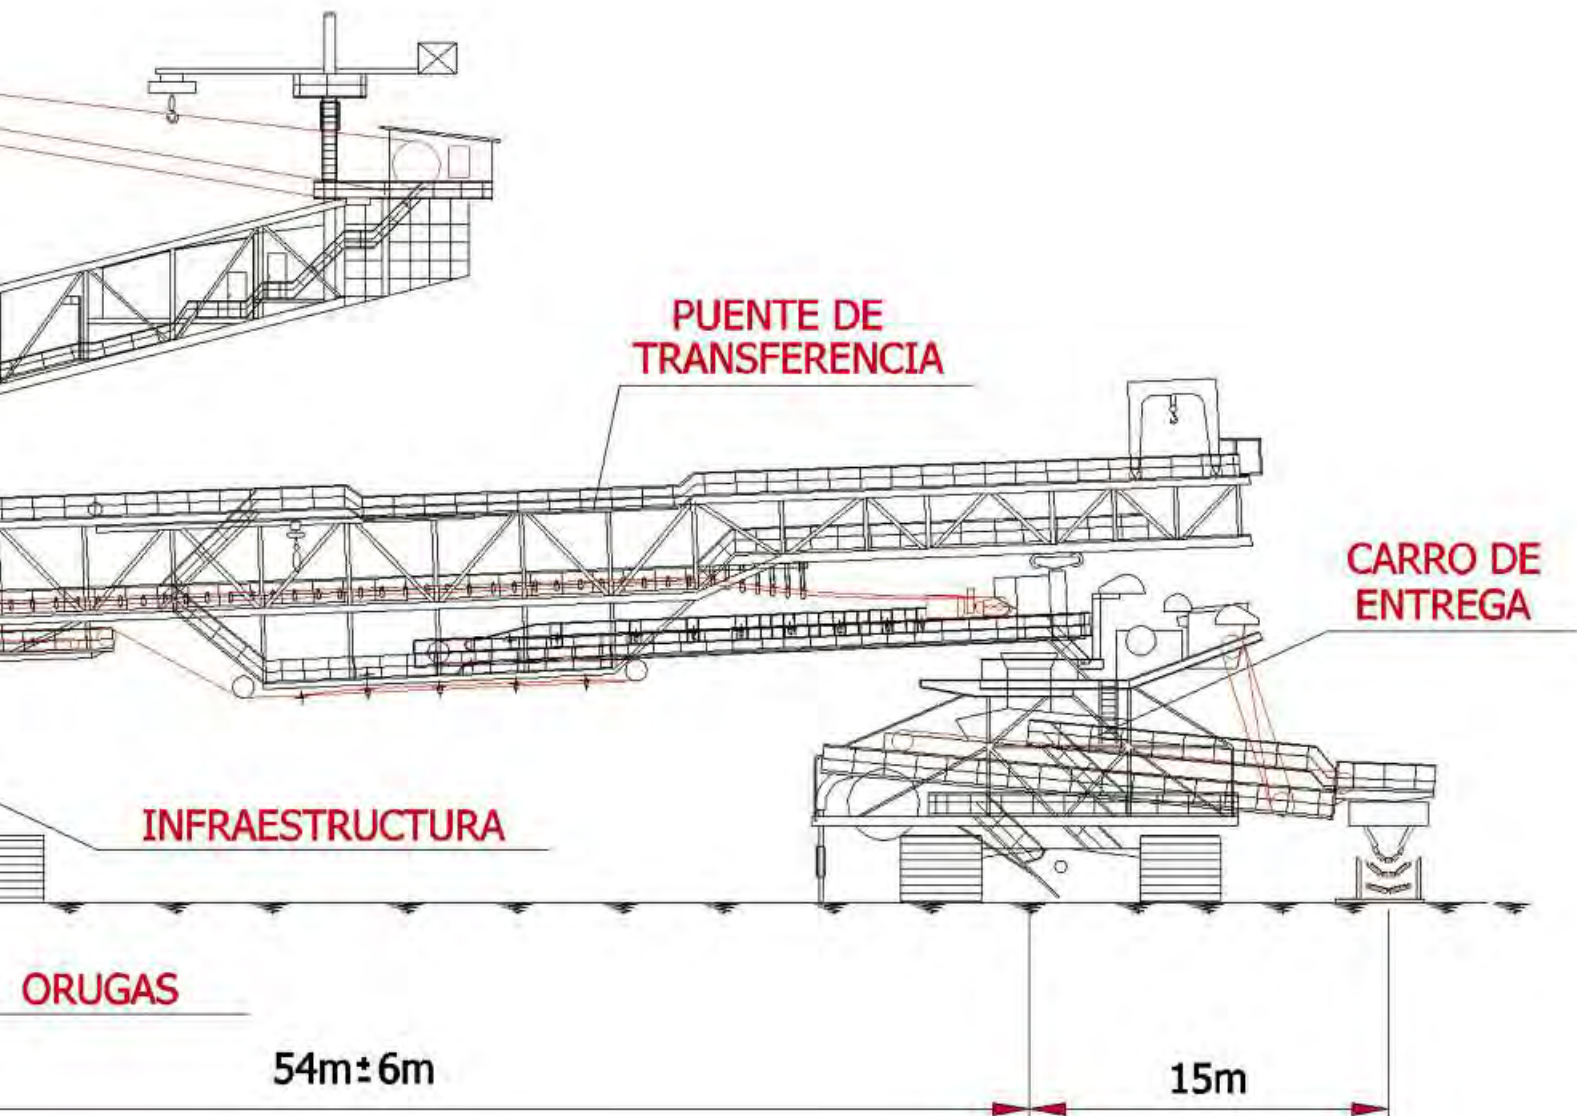 PUENTE DE
TRANSFERENCIA
CARRO DE
ENTREGA
INFRAESTRUCTURA
ORUGAS
54m±6m
15m